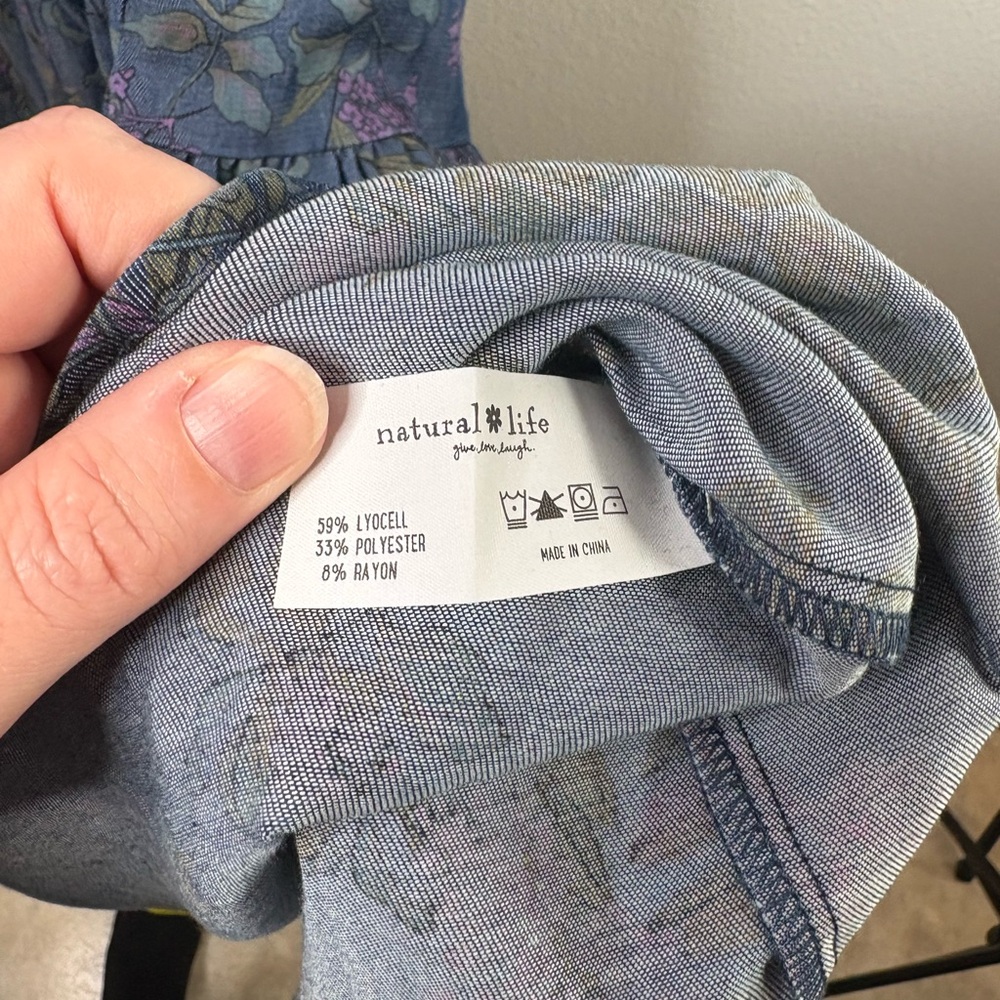 natural life
give.love.laugh.
59% LYOCELL
33% POLYESTER
8% RAYON
MADE IN CHINA